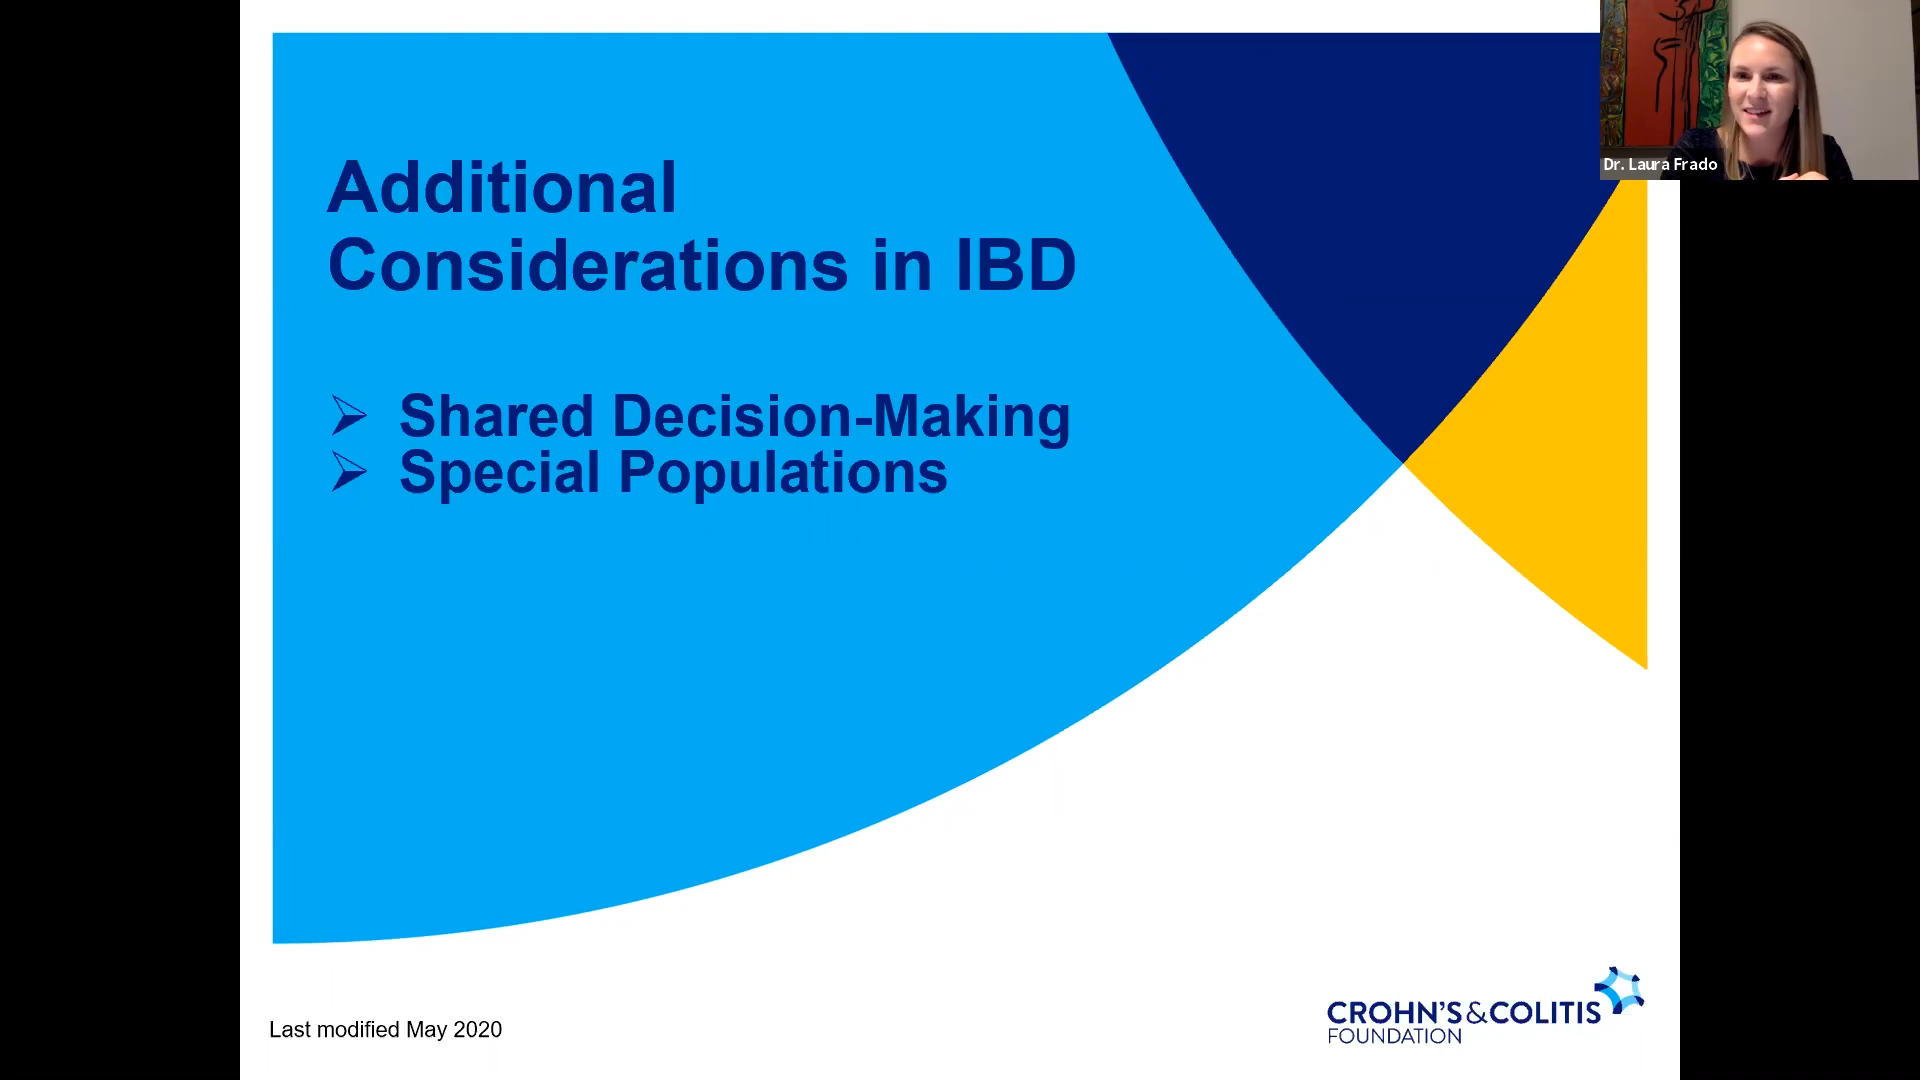 Additional
Considerations in IBD
➢ Shared Decision-Making
➢ Special Populations
Dr. Laura Frado
Last modified May 2020
CROHN'S & COLITIS
FOUNDATION